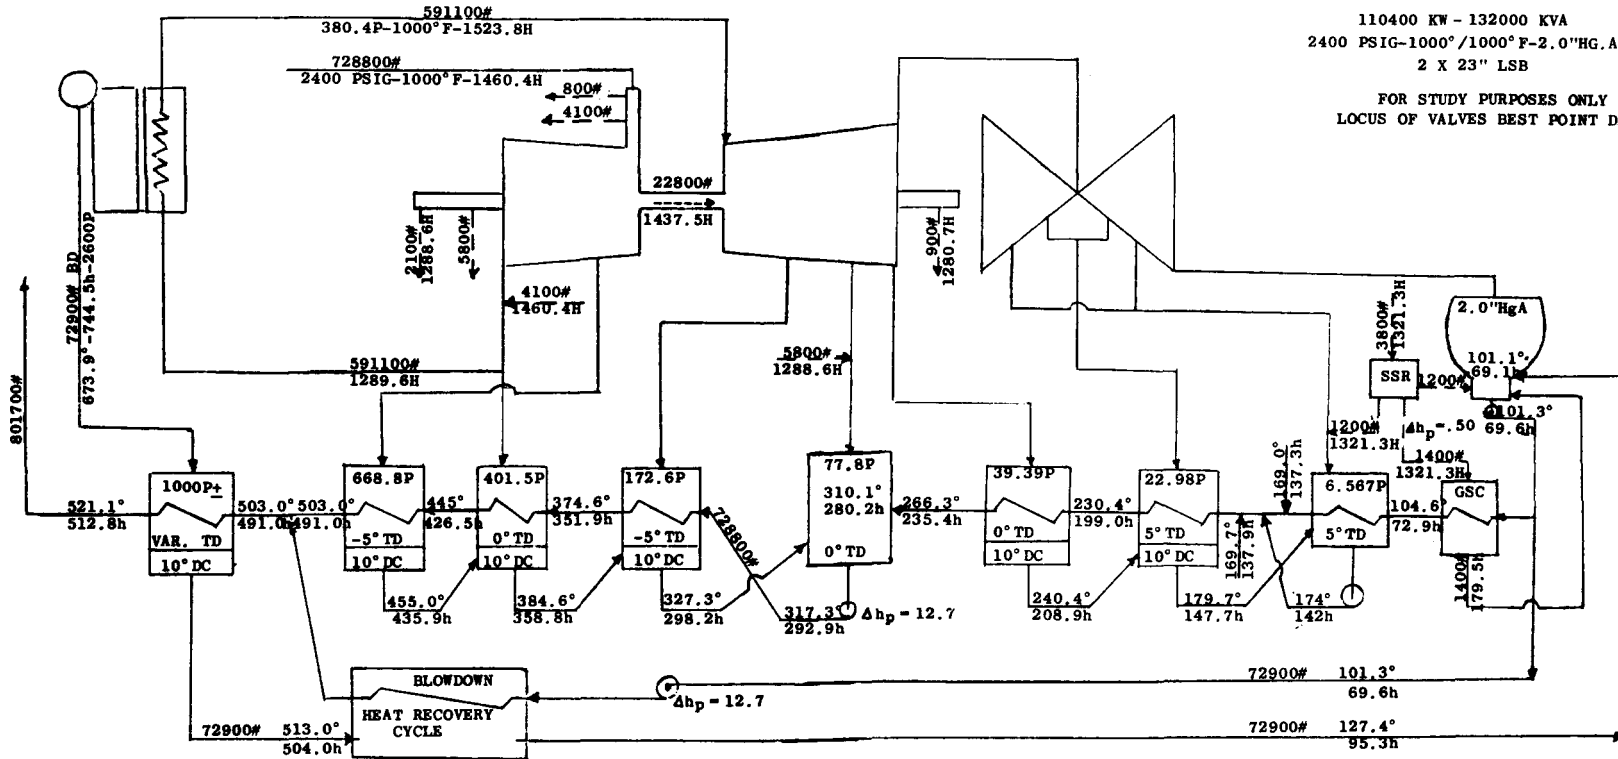 591100#
380.4P-1000°F-1523.8H
728800#
2400 PSIG-1000°F-1460.4H
110400 KW - 132000 KVA
2400 PSIG-1000°/1000°F-2.0"HG.A
2 X 23" LSB
FOR STUDY PURPOSES ONLY
LOCUS OF VALVES BEST POINT D
800#
4100#
22800#
1437.5H
2100#
1288.6H
5800#
900#
1280.7H
72900# BD
673.9°-744.5h-2600P
801700#
4100#
1460.4H
591100#
1289.6H
5800#
1288.6H
3800#
1321.3H
SSR
1200#
2.0"HgA
101.1°
69.1h
101.3°
69.6h
1200#
1321.3H
Δhp=.50
1400#
1321.3H
521.1°
512.8h
1000P±
VAR. TD
10°DC
503.0°
491.0h
503.0°
491.0h
668.8P
-5°TD
10°DC
445°
426.5h
401.5P
0°TD
10°DC
374.6°
351.9h
172.6P
-5°TD
10°DC
728800#
77.8P
310.1°
280.2h
0°TD
266.3°
235.4h
39.39P
0°TD
10°DC
230.4°
199.0h
22.98P
5°TD
10°DC
169.7°
137.9h
169.0°
137.3h
6.567P
5°TD
104.6°
72.9h
GSC
1400#
179.5h
455.0°
435.9h
384.6°
358.8h
327.3°
298.2h
317.3°
292.9h
Δhp = 12.7
240.4°
208.9h
179.7°
147.7h
174°
142h
BLOWDOWN
HEAT RECOVERY
CYCLE
Δhp = 12.7
72900# 101.3°
69.6h
72900# 513.0°
504.0h
72900# 127.4°
95.3h